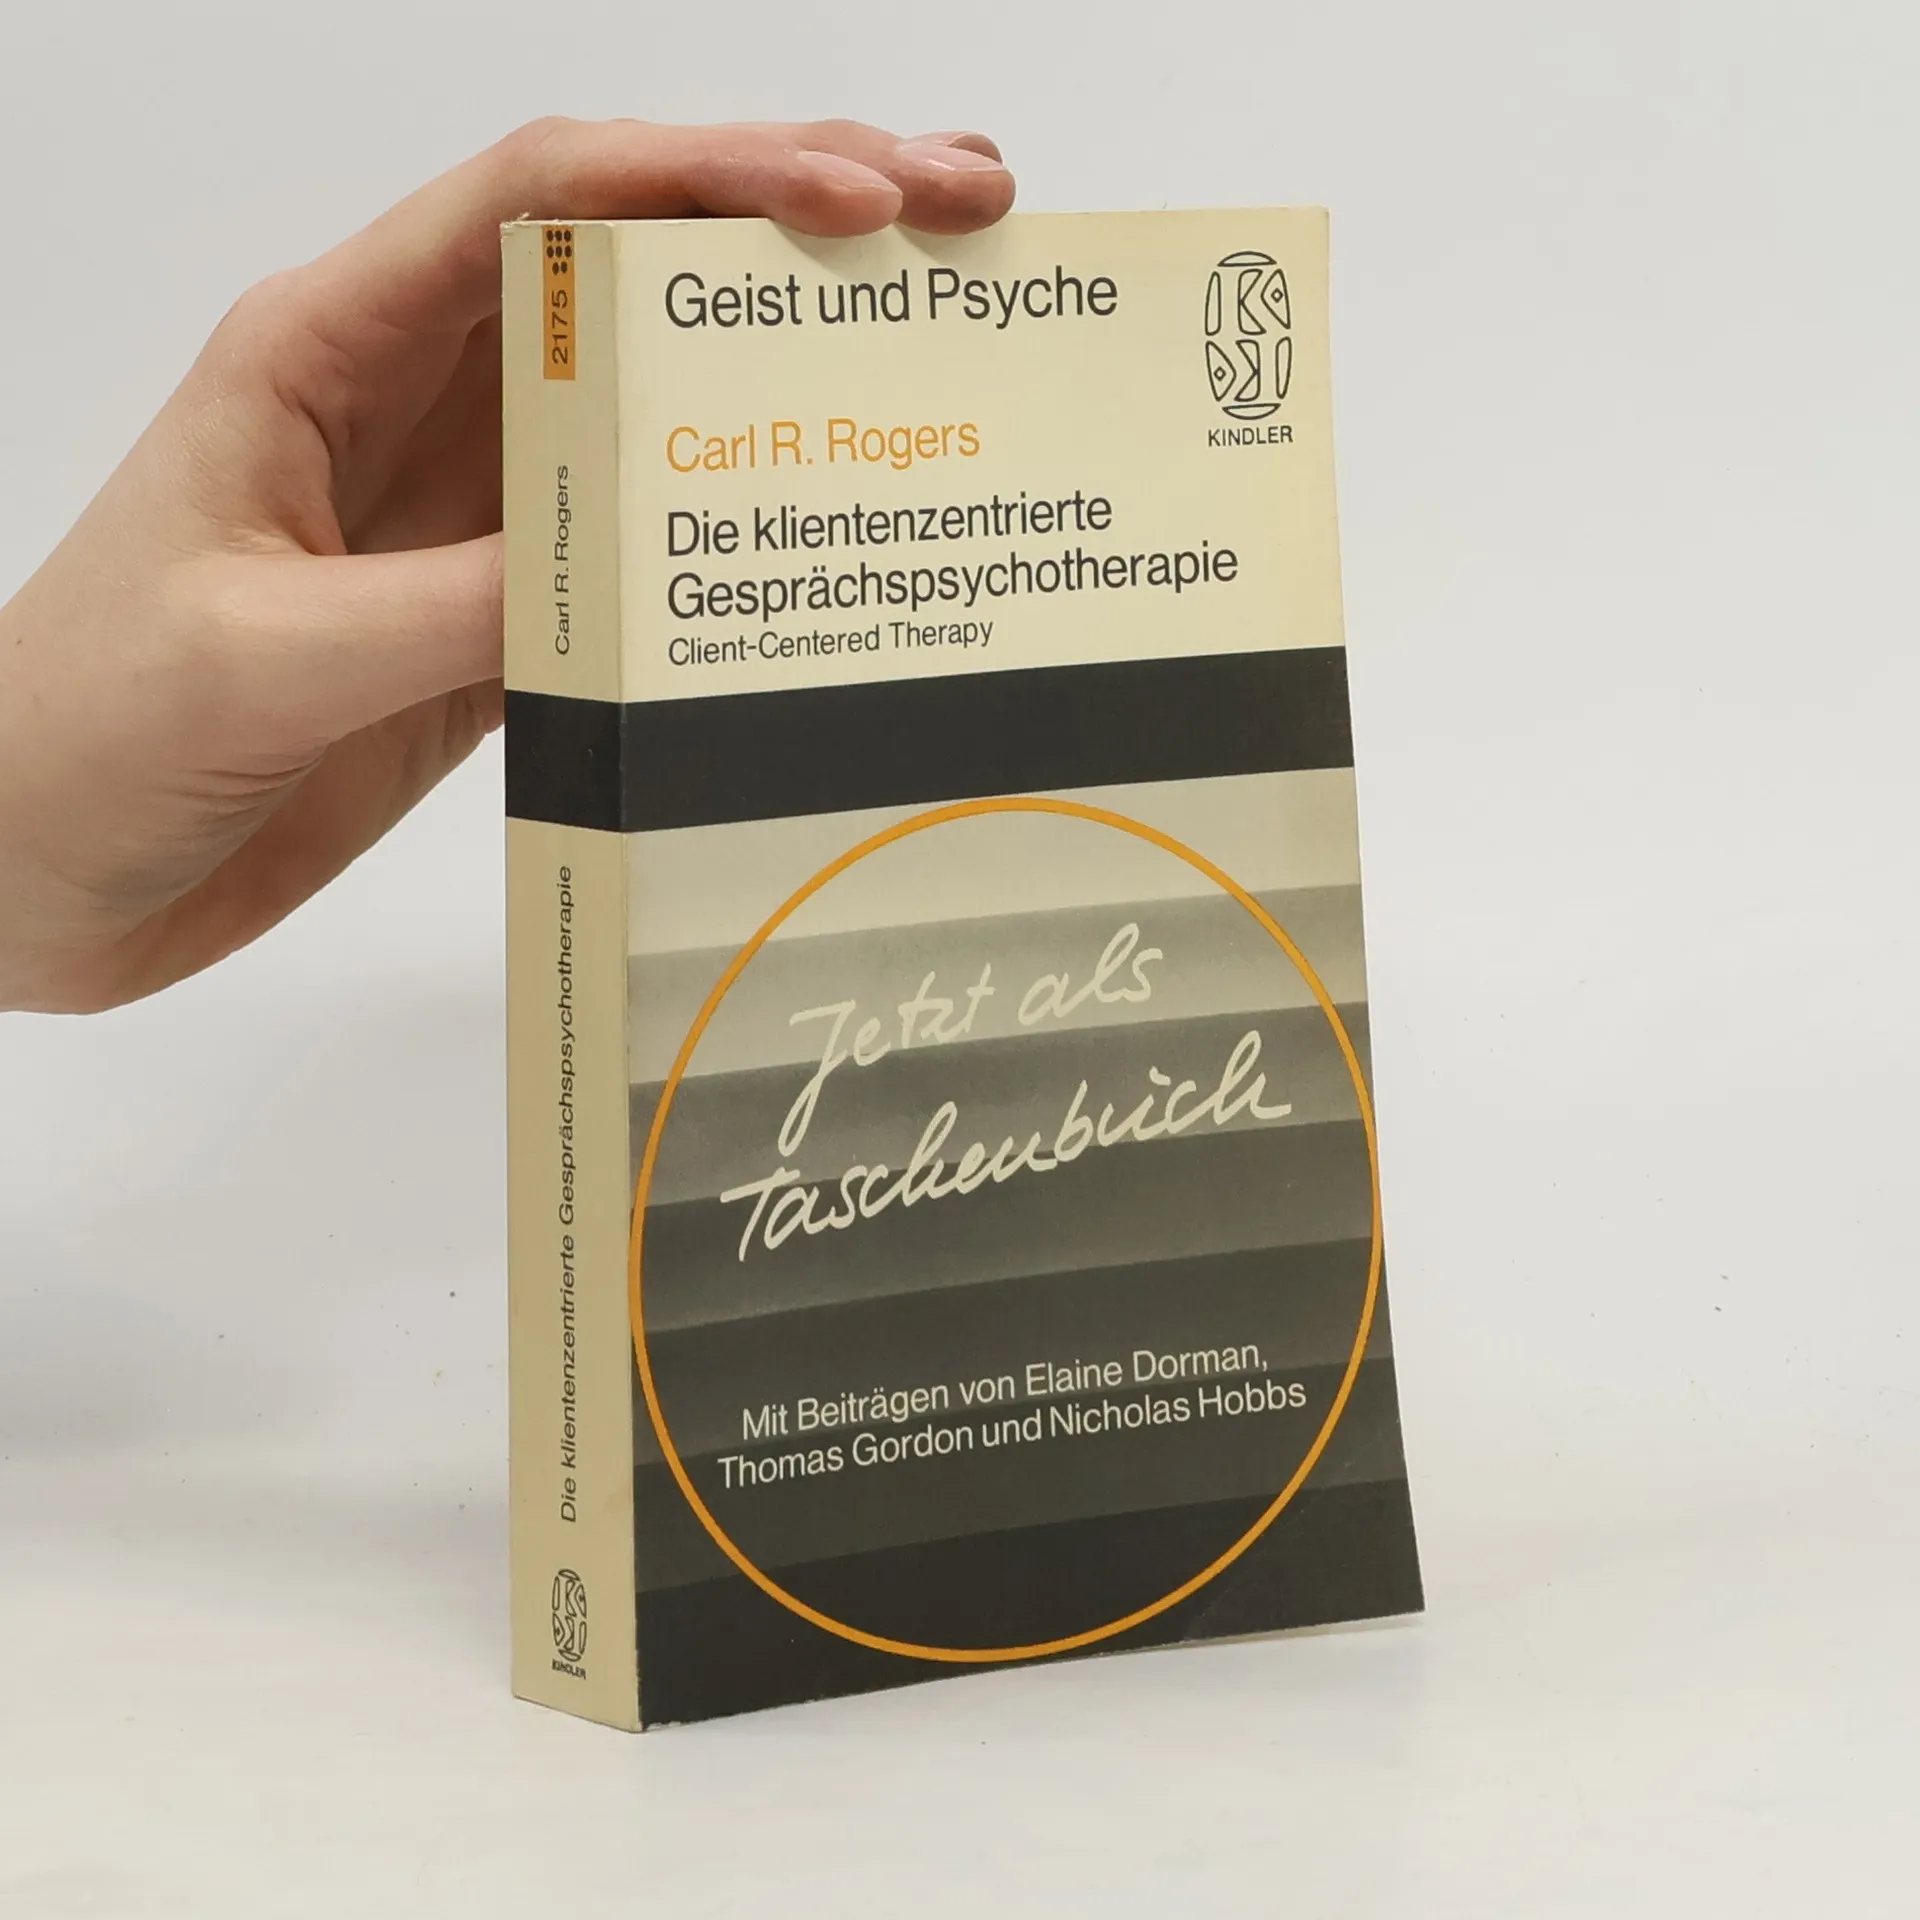 Geist und Psyche
KINDLER
Carl R. Rogers
Die klientenzentrierte
Gesprächspsychotherapie
Client-Centered Therapy
Jetzt als
Taschenbuch
Mit Beiträgen von Elaine Dorman,
Thomas Gordon und Nicholas Hobbs
2175
Carl R. Rogers
Die klientenzentrierte Gesprächspsychotherapie
KINDLER